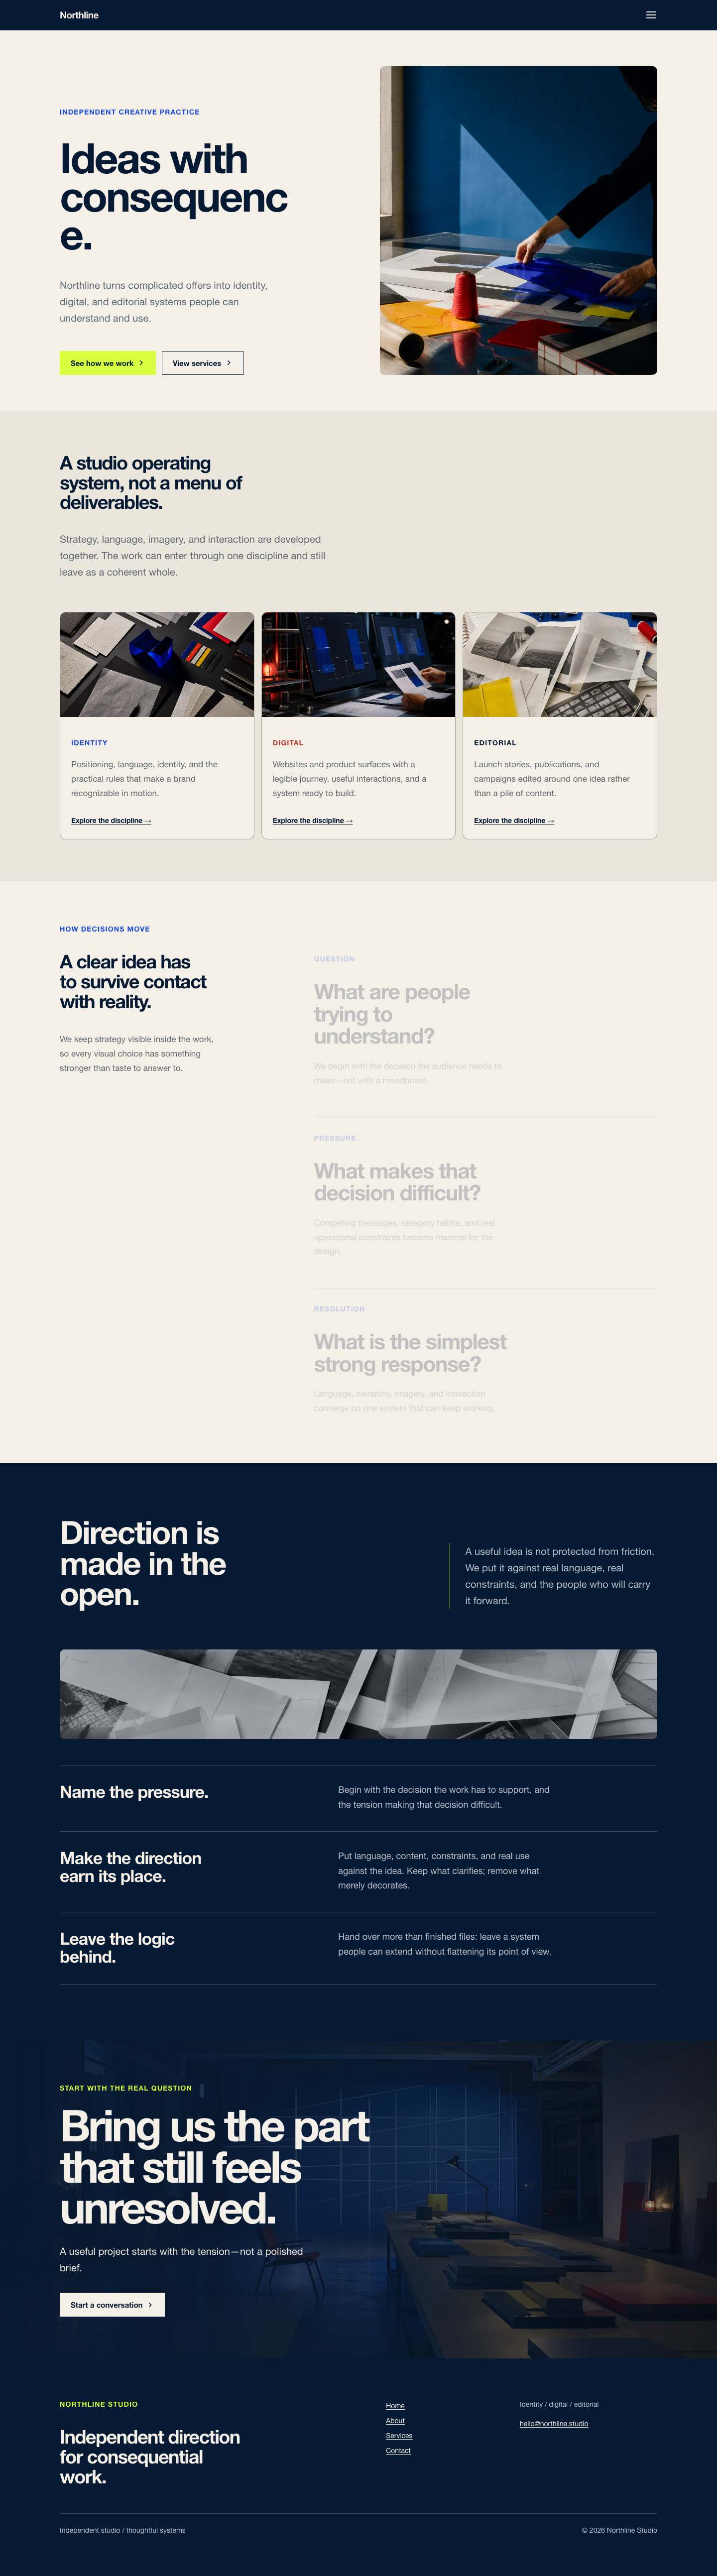 Northline
INDEPENDENT CREATIVE PRACTICE
Ideas with
consequenc
e.
Northline turns complicated offers into identity,
digital, and editorial systems people can
understand and use.
See how we work
View services
A studio operating
system, not a menu of
deliverables.
Strategy, language, imagery, and interaction are developed
together. The work can enter through one discipline and still
leave as a coherent whole.
IDENTITY
Positioning, language, identity, and the
practical rules that make a brand
recognizable in motion.
Explore the discipline →
DIGITAL
Websites and product surfaces with a
legible journey, useful interactions, and a
system ready to build.
Explore the discipline →
EDITORIAL
Launch stories, publications, and
campaigns edited around one idea rather
than a pile of content.
Explore the discipline →
HOW DECISIONS MOVE
A clear idea has
to survive contact
with reality.
We keep strategy visible inside the work,
so every visual choice has something
stronger than taste to answer to.
QUESTION
What are people
trying to
understand?
We begin with the decision the audience needs to
make—not with a moodboard.
PRESSURE
What makes that
decision difficult?
Competing messages, category habits, and real
operational constraints become material for the
design.
RESOLUTION
What is the simplest
strong response?
Language, hierarchy, imagery, and interaction
converge on one system that can keep working.
Direction is
made in the
open.
A useful idea is not protected from friction.
We put it against real language, real
constraints, and the people who will carry
it forward.
Name the pressure.
Begin with the decision the work has to support, and
the tension making that decision difficult.
Make the direction
earn its place.
Put language, content, constraints, and real use
against the idea. Keep what clarifies; remove what
merely decorates.
Leave the logic
behind.
Hand over more than finished files: leave a system
people can extend without flattening its point of view.
START WITH THE REAL QUESTION
Bring us the part
that still feels
unresolved.
A useful project starts with the tension—not a polished
brief.
Start a conversation
NORTHLINE STUDIO
Independent direction
for consequential
work.
Home
About
Services
Contact
Identity / digital / editorial
hello@northline.studio
Independent studio / thoughtful systems
© 2026 Northline Studio